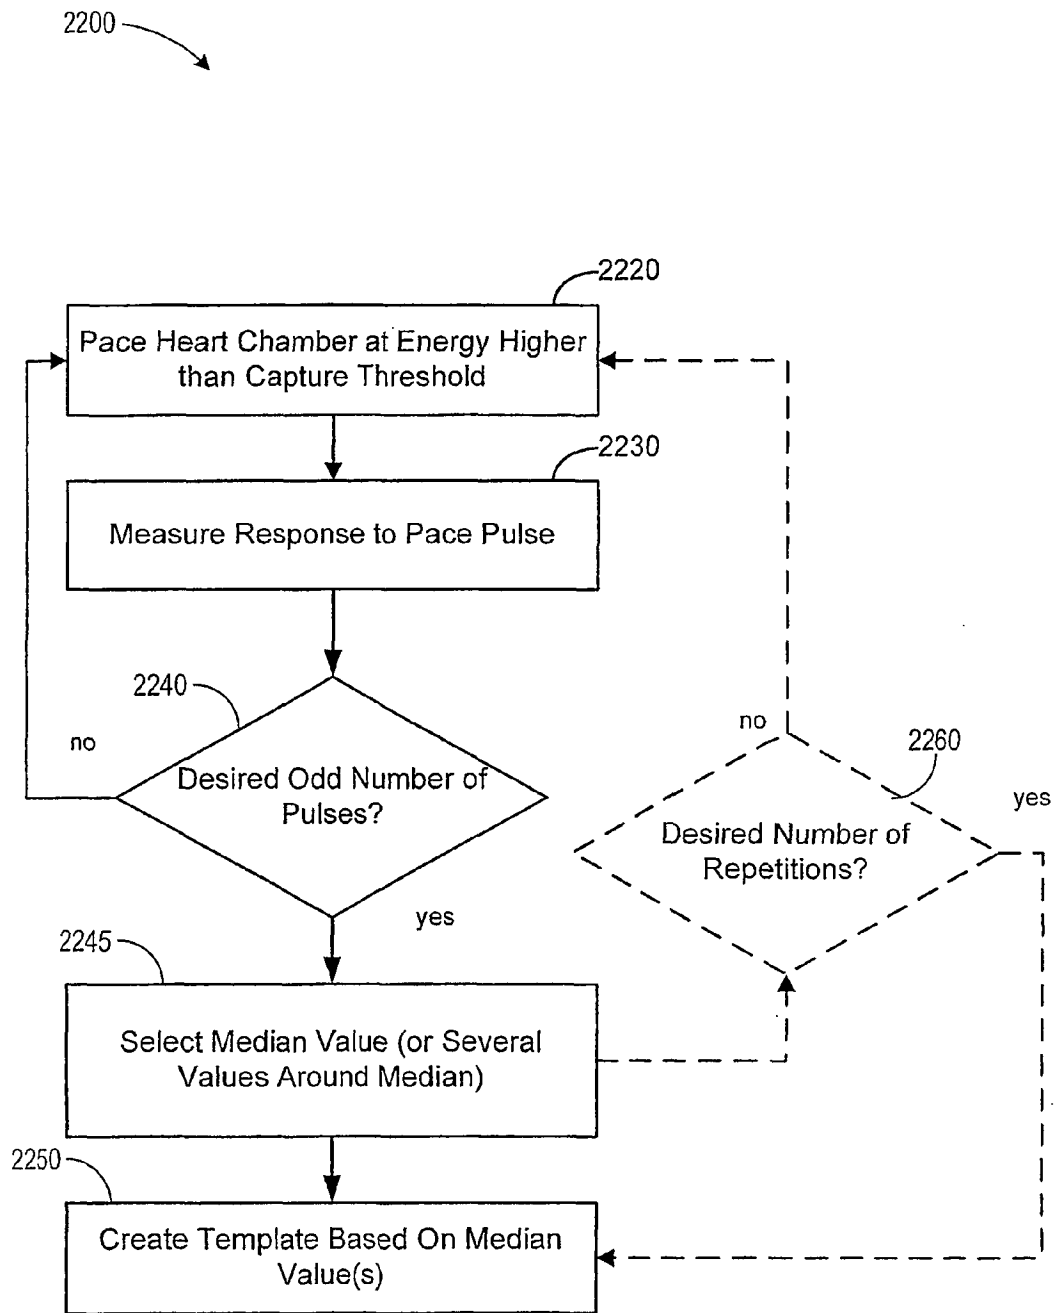 2200
2220
Pace Heart Chamber at Energy Higher
than Capture Threshold
2230
Measure Response to Pace Pulse
2240
no
Desired Odd Number of
Pulses?
yes
no
2260
yes
Desired Number of
Repetitions?
2245
Select Median Value (or Several
Values Around Median)
2250
Create Template Based On Median
Value(s)